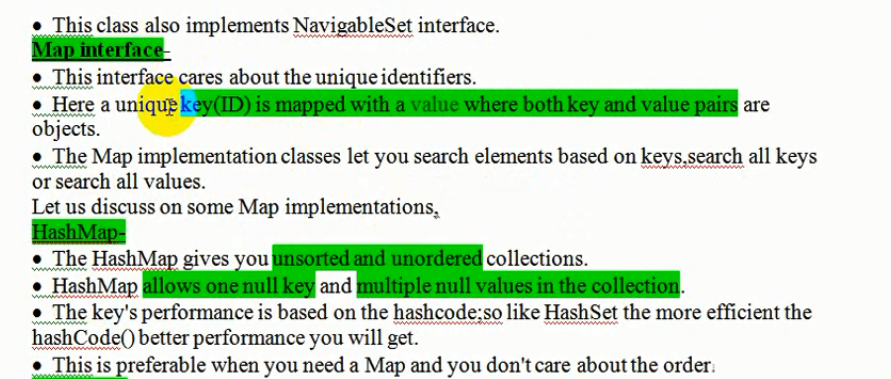 • This class also implements NavigableSet interface.
Map interface-
• This interface cares about the unique identifiers.
• Here a unique key(ID) is mapped with a value where both key and value pairs are
objects.
• The Map implementation classes let you search elements based on keys,search all keys
or search all values.
Let us discuss on some Map implementations,
HashMap-
• The HashMap gives you unsorted and unordered collections.
• HashMap allows one null key and multiple null values in the collection.
• The key's performance is based on the hashcode;so like HashSet the more efficient the
hashCode() better performance you will get.
• This is preferable when you need a Map and you don't care about the order.